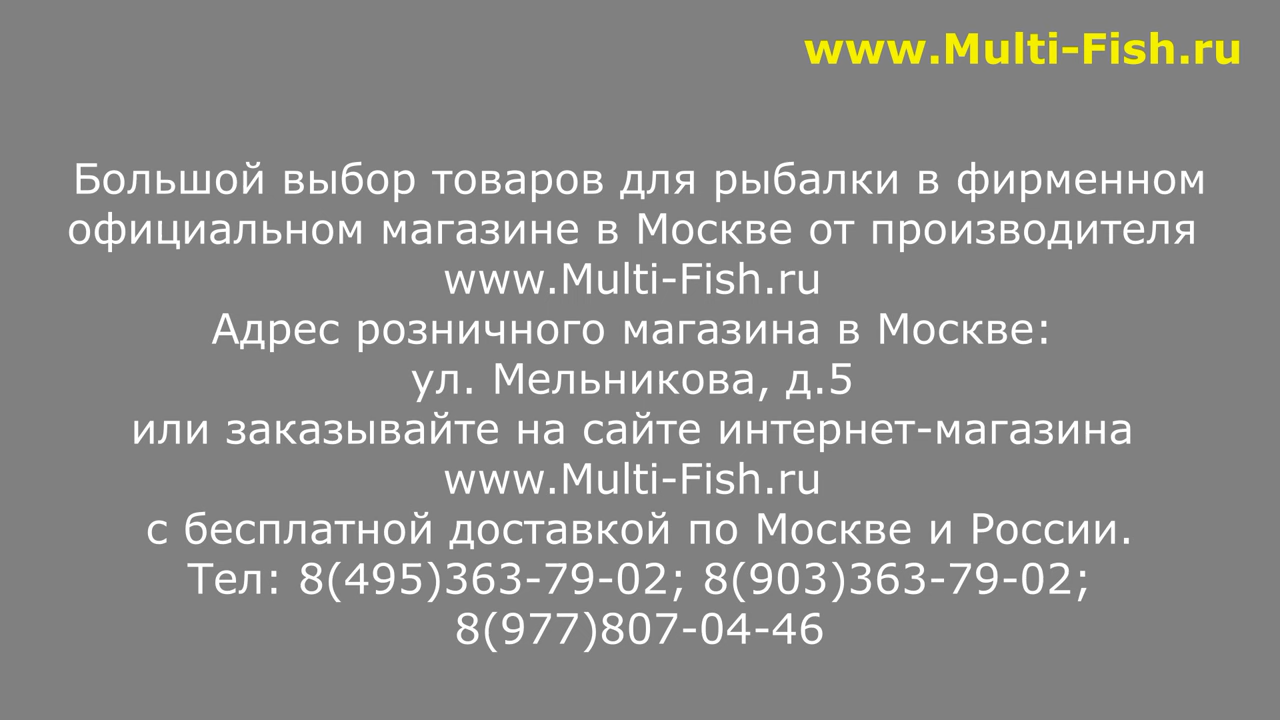 www.Multi-Fish.ru
Большой выбор товаров для рыбалки в фирменном
официальном магазине в Москве от производителя
www.Multi-Fish.ru
Адрес розничного магазина в Москве:
ул. Мельникова, д.5
или заказывайте на сайте интернет-магазина
www.Multi-Fish.ru
с бесплатной доставкой по Москве и России.
Тел: 8(495)363-79-02; 8(903)363-79-02;
8(977)807-04-46